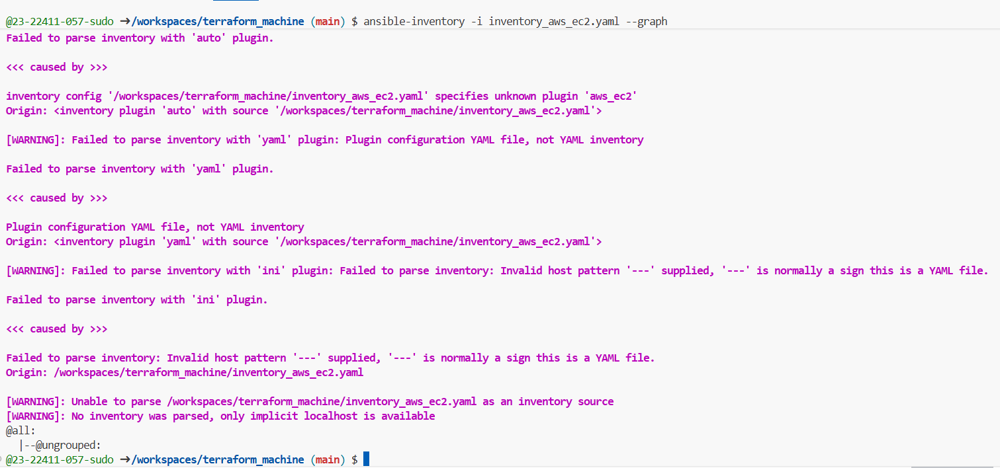 @23-22411-057-sudo ➜/workspaces/terraform_machine (main) $ ansible-inventory -i inventory_aws_ec2.yaml --graph
Failed to parse inventory with 'auto' plugin.
<<< caused by >>>
inventory config '/workspaces/terraform_machine/inventory_aws_ec2.yaml' specifies unknown plugin 'aws_ec2'
Origin: <inventory plugin 'auto' with source '/workspaces/terraform_machine/inventory_aws_ec2.yaml'>
[WARNING]: Failed to parse inventory with 'yaml' plugin: Plugin configuration YAML file, not YAML inventory
Failed to parse inventory with 'yaml' plugin.
<<< caused by >>>
Plugin configuration YAML file, not YAML inventory
Origin: <inventory plugin 'yaml' with source '/workspaces/terraform_machine/inventory_aws_ec2.yaml'>
[WARNING]: Failed to parse inventory with 'ini' plugin: Failed to parse inventory: Invalid host pattern '---' supplied, '---' is normally a sign this is a YAML file.
Failed to parse inventory with 'ini' plugin.
<<< caused by >>>
Failed to parse inventory: Invalid host pattern '---' supplied, '---' is normally a sign this is a YAML file.
Origin: /workspaces/terraform_machine/inventory_aws_ec2.yaml
[WARNING]: Unable to parse /workspaces/terraform_machine/inventory_aws_ec2.yaml as an inventory source
[WARNING]: No inventory was parsed, only implicit localhost is available
@all:
  |--@ungrouped:
@23-22411-057-sudo ➜/workspaces/terraform_machine (main) $